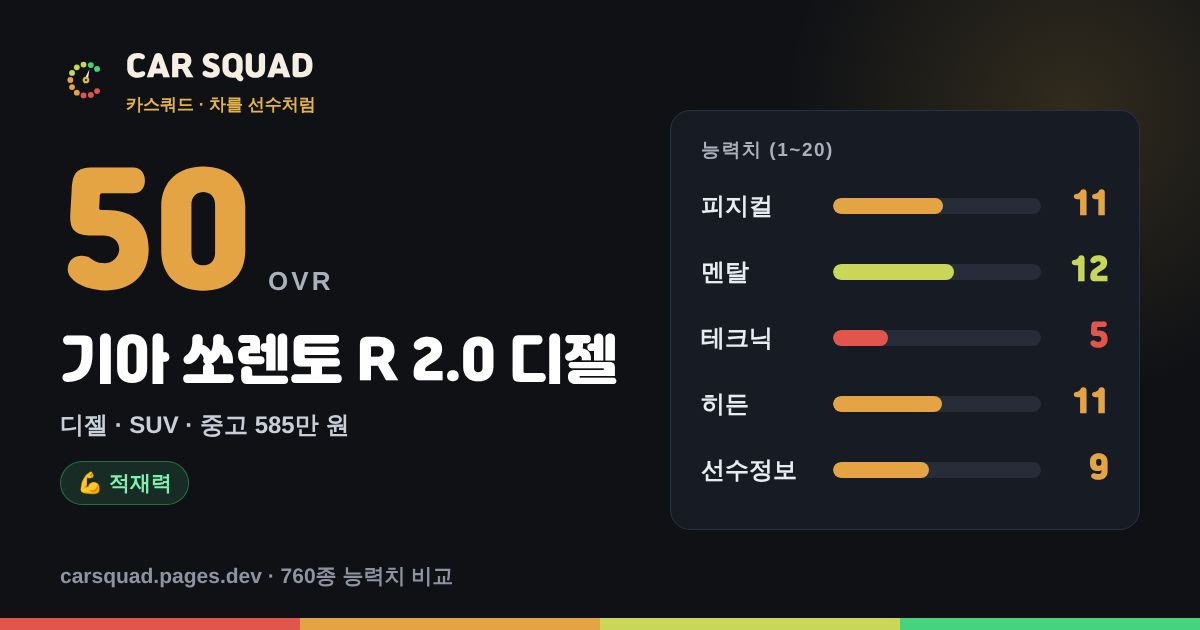 CAR SQUAD
카스쿼드 · 차를 선수처럼
50 OVR
기아 쏘렌토 R 2.0 디젤
디젤 · SUV · 중고 585만 원
💪 적재력
carsquad.pages.dev · 760종 능력치 비교
능력치 (1~20)
피지컬 11
멘탈 12
테크닉 5
히든 11
선수정보 9